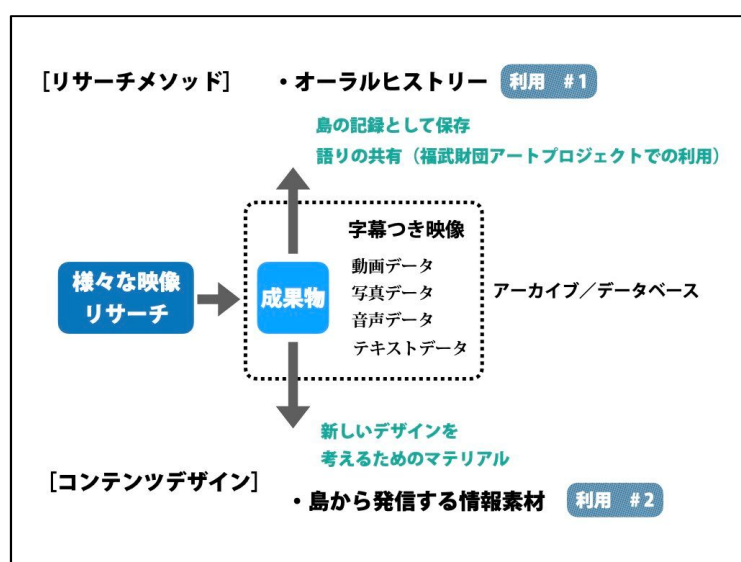 ［リサーチメソッド］ ・オーラルヒストリー 利用 #1
島の記録として保存
語りの共有（福武財団アートプロジェクトでの利用）
様々な映像
リサーチ
成果物
字幕つき映像
動画データ
写真データ
音声データ
テキストデータ
アーカイブ／データベース
新しいデザインを
考えるためのマテリアル
［コンテンツデザイン］
・島から発信する情報素材 利用 #2